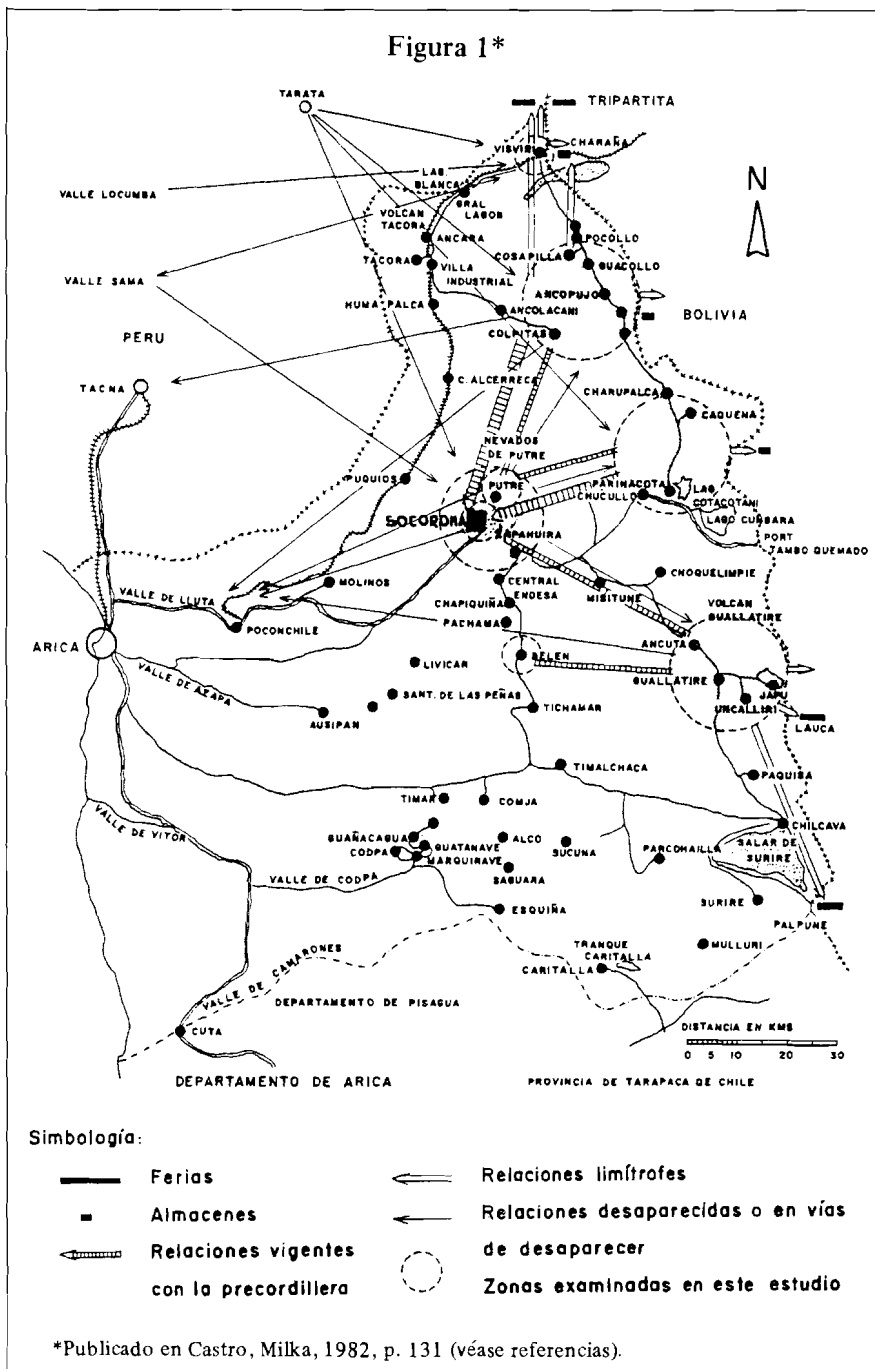 Figura 1*
TARATA
TRIPARTITA
VISVIRI
CHARAÑA
VALLE LOCUMBA
LAG. BLANCA
GRAL LAGOS
VOLCAN TACORA
N
ANCARA
POCOLLO
COSAPILLA
TACORA
VILLA INDUSTRIAL
GUACOLLO
VALLE SAMA
HUMA PALCA
ANCOPUJO
ANCOLACANI
BOLIVIA
COLPITAS
PERU
TACNA
C. ALCERRECA
CHARUPALCA
CAQUENA
NEVADOS DE PUTRE
PUQUIOS
PUTRE
PARINACOTA
CHUCULLO
LAG. COTACOTANI
SOCOROMA
ZAPAHUIRA
PORT TAMBO QUEMADO
MOLINOS
CENTRAL ENDESA
MISITUNE
CHOQUELIMPIE
VALLE DE LLUTA
CHAPIQUIÑA
VOLCAN GUALLATIRE
POCONCHILE
PACHAMA
ARICA
ANCUTA
BELEN
LIVICAR
VALLE DE AZAPA
GUALLATIRE
JAPU
SANT. DE LAS PEÑAS
UNCALLIRI
AUSIPAN
TICHAMAR
LAUCA
TIMALCHACA
PAQUISA
TIMAR
COMJA
VALLE DE VITOR
CHILCAVA
GUAÑACAGUA
GUATANAVE
ALCO
SUCUNA
SALAR DE SURIRE
CODPA
MARQUIRAVE
PARCOHAILLA
SAGUARA
VALLE DE CODPA
SURIRE
ESQUIÑA
PALPUNE
MULLURI
TRANQUE CARITALLA
CARITALLA
VALLE DE CAMARONES
DEPARTAMENTO DE PISAGUA
CUYA
DISTANCIA EN KMS
0 5 10 20 30
DEPARTAMENTO DE ARICA
PROVINCIA DE TARAPACA DE CHILE
Simbología:
Ferias
Relaciones limítrofes
Almacenes
Relaciones desaparecidas o en vías
de desaparecer
Relaciones vigentes
con la precordillera
Zonas examinadas en este estudio
*Publicado en Castro, Milka, 1982, p. 131 (véase referencias).